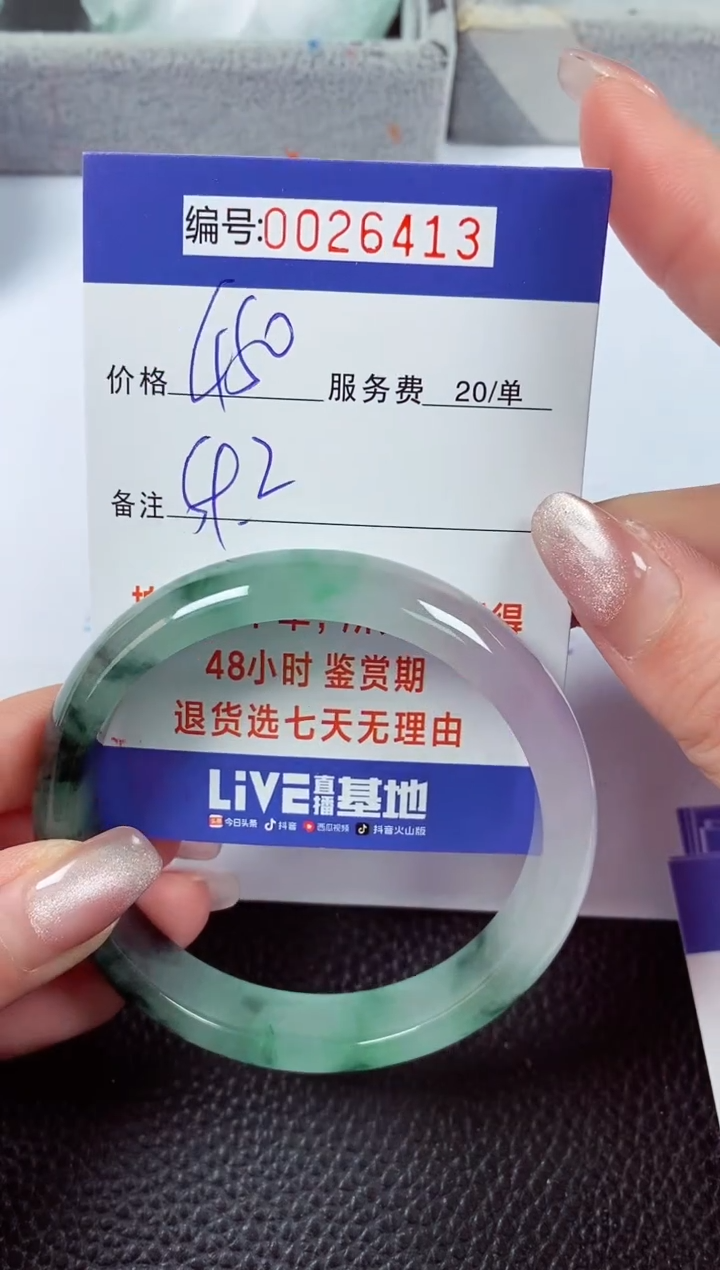 编号:0026413
价格 450 服务费 20/单
备注
得
48小时 鉴赏期
退货选七天无理由
LiVE直播基地
今日头条 抖音 西瓜视频 抖音火山版